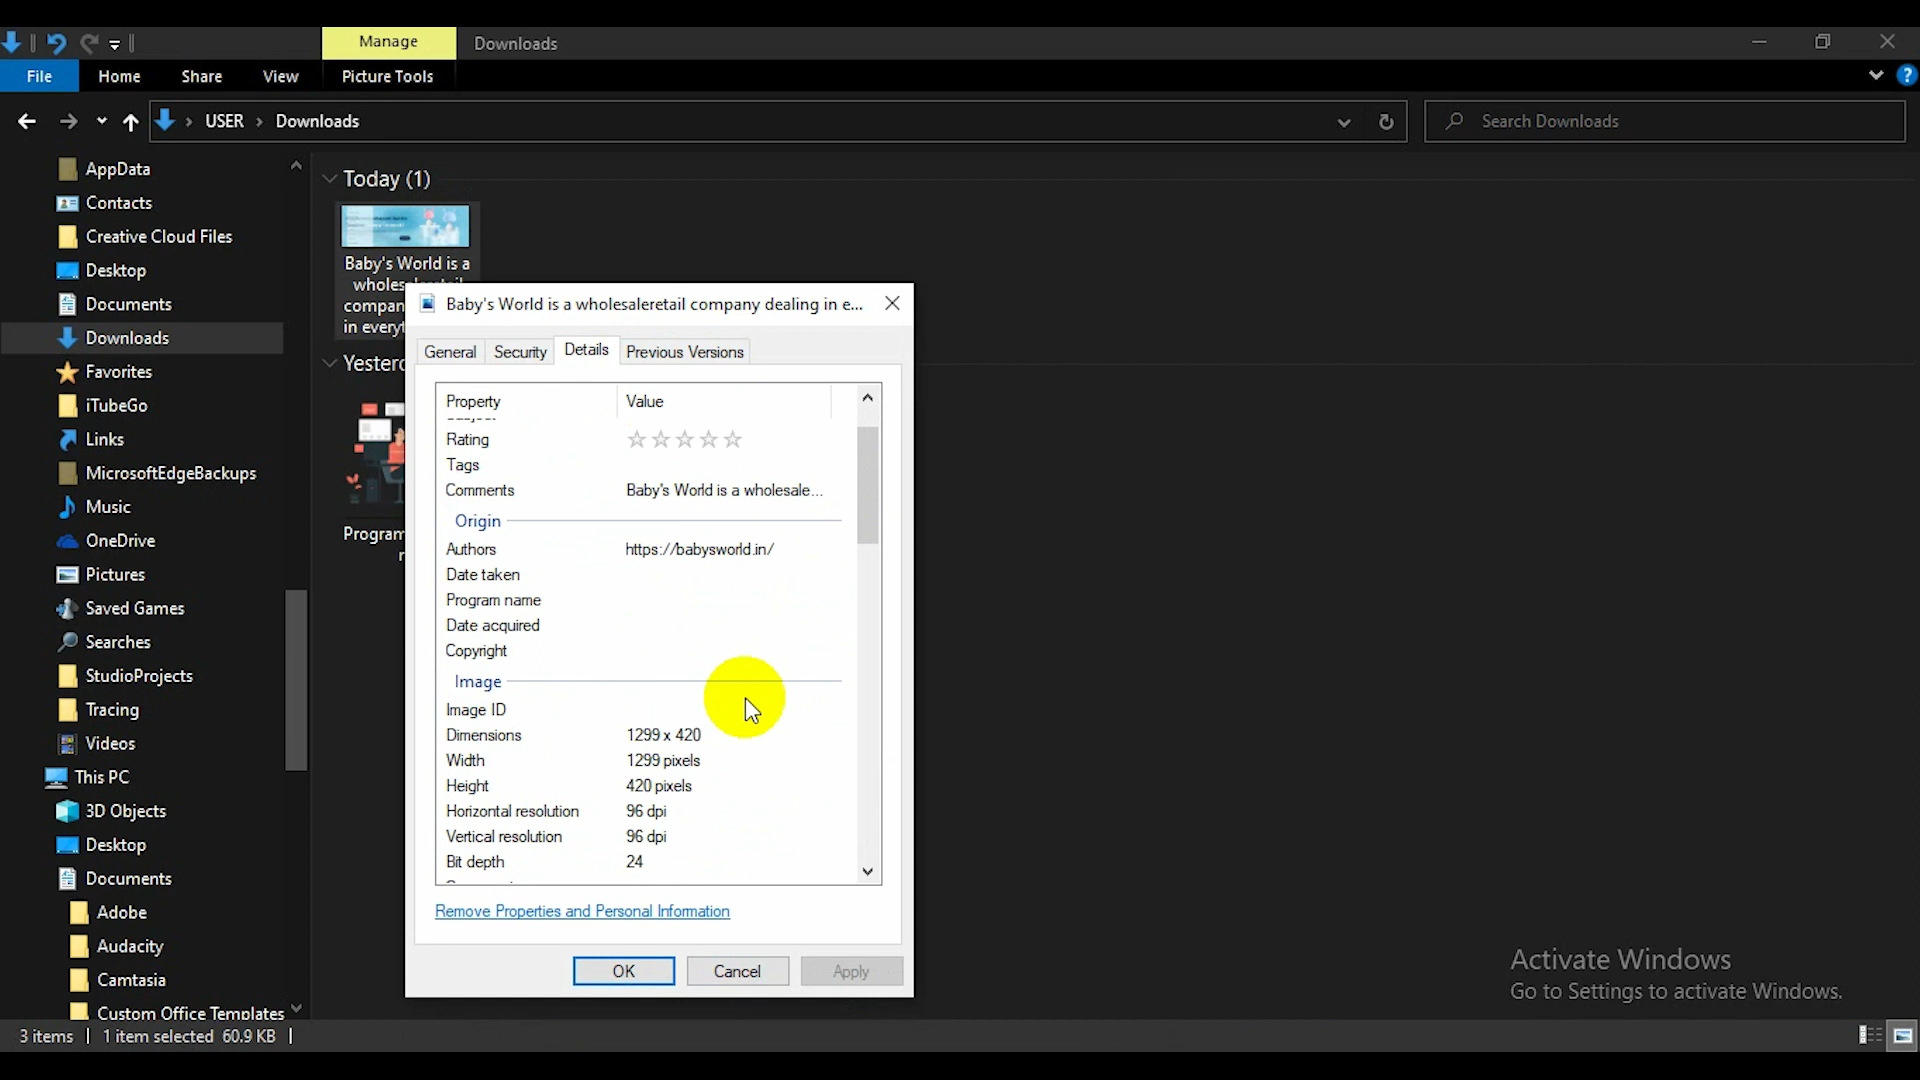 Manage
Downloads
File
Home
Share
View
Picture Tools
USER
Downloads
Search Downloads
AppData
Contacts
Creative Cloud Files
Desktop
Documents
Downloads
Favorites
iTubeGo
Links
MicrosoftEdgeBackups
Music
OneDrive
Pictures
Saved Games
Searches
StudioProjects
Tracing
Videos
This PC
3D Objects
Desktop
Documents
Adobe
Audacity
Camtasia
Custom Office Templates
Today (1)
Baby's World is a
Baby's World is a wholesaleretail company dealing in e...
General
Security
Details
Previous Versions
Property
Value
Rating
Tags
Comments
Baby's World is a wholesale...
Origin
Authors
https://babysworld.in/
Date taken
Program name
Date acquired
Copyright
Image
Image ID
Dimensions
1299 x 420
Width
1299 pixels
Height
420 pixels
Horizontal resolution
96 dpi
Vertical resolution
96 dpi
Bit depth
24
Remove Properties and Personal Information
OK
Cancel
Apply
Activate Windows
Go to Settings to activate Windows.
3 items
1 item selected 60.9 KB